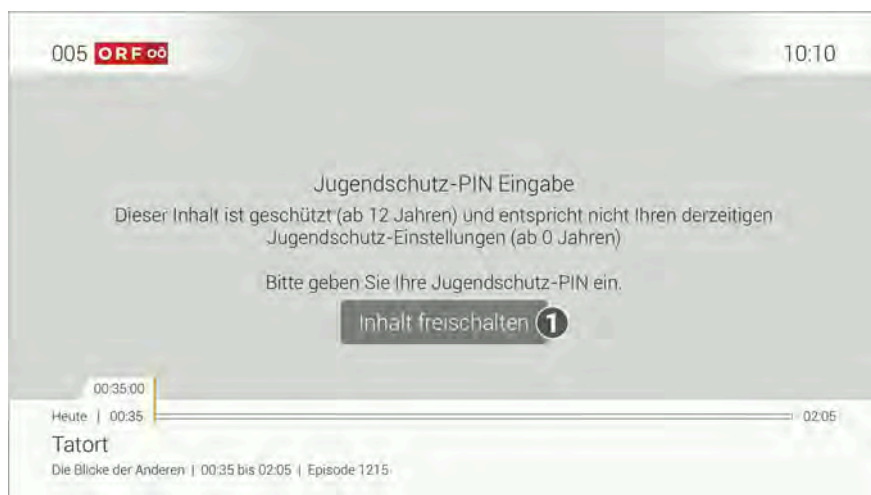 005 ORF oö 10:10
Jugendschutz-PIN Eingabe
Dieser Inhalt ist geschützt (ab 12 Jahren) und entspricht nicht Ihren derzeitigen
Jugendschutz-Einstellungen (ab 0 Jahren)
Bitte geben Sie Ihre Jugendschutz-PIN ein.
Inhalt freischalten 1
00:35:00
Heute | 00:35 02:05
Tatort
Die Blicke der Anderen | 00:35 bis 02:05 | Episode 1215